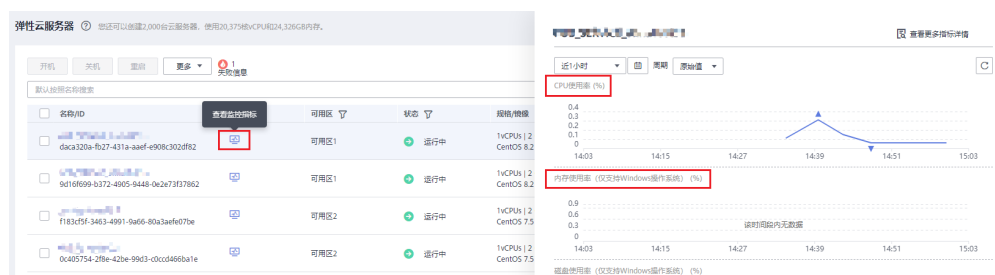 弹性云服务器
您还可以创建2,000台云服务器，使用20,375核vCPU和24,326GB内存。
开机
关机
重启
更多
1
失败信息
默认按照名称搜索
名称/ID
查看监控指标
可用区
状态
规格/镜像
daca320a-fb27-431a-aaef-e908c302df82
可用区1
运行中
1vCPUs | 2
CentOS 8.2
9d16f699-b372-4905-9448-0e2e73f37862
可用区1
运行中
1vCPUs | 2
CentOS 8.2
f183cf5f-3463-4991-9a66-80a3aefe07be
可用区2
运行中
1vCPUs | 2
CentOS 7.5
0c405754-2f8e-42be-99d3-c0ccd466ba1e
可用区2
运行中
1vCPUs | 2
CentOS 7.5
查看更多指标详情
近1小时
周期
原始值
CPU使用率 (%)
0.4
0.3
0.2
0.1
0
14:03
14:15
14:27
14:39
14:51
15:03
内存使用率（仅支持Windows操作系统） (%)
0.9
0.6
0.3
0
该时间段内无数据
14:03
14:15
14:27
14:39
14:51
15:03
磁盘使用率（仅支持Windows操作系统） (%)